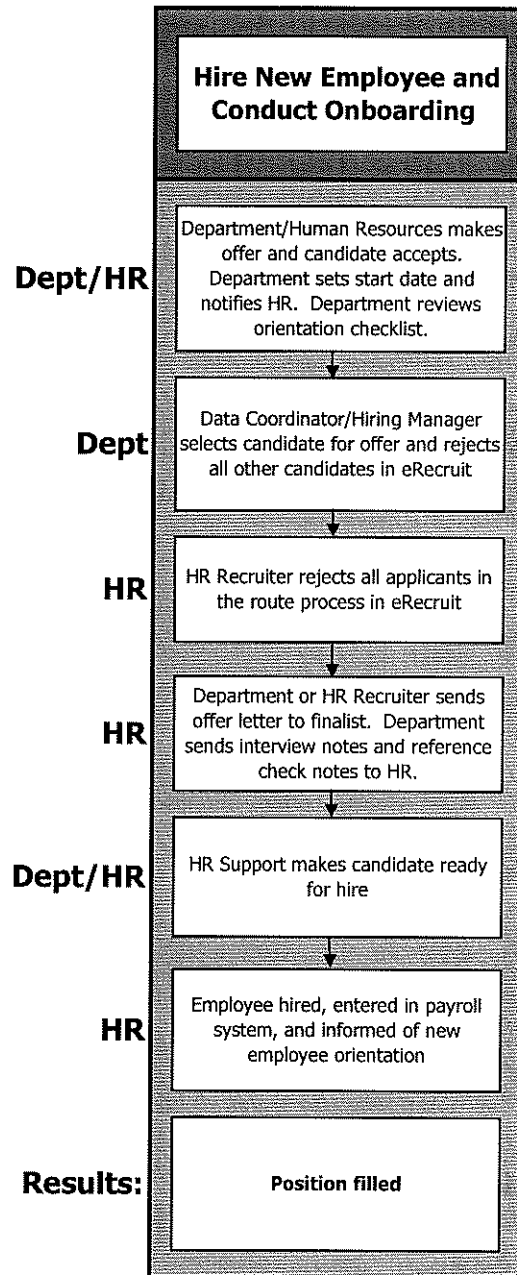 Hire New Employee and
Conduct Onboarding
Dept/HR
Department/Human Resources makes
offer and candidate accepts.
Department sets start date and
notifies HR. Department reviews
orientation checklist.
Dept
Data Coordinator/Hiring Manager
selects candidate for offer and rejects
all other candidates in eRecruit
HR
HR Recruiter rejects all applicants in
the route process in eRecruit
HR
Department or HR Recruiter sends
offer letter to finalist. Department
sends interview notes and reference
check notes to HR.
Dept/HR
HR Support makes candidate ready
for hire
HR
Employee hired, entered in payroll
system, and informed of new
employee orientation
Results:
Position filled